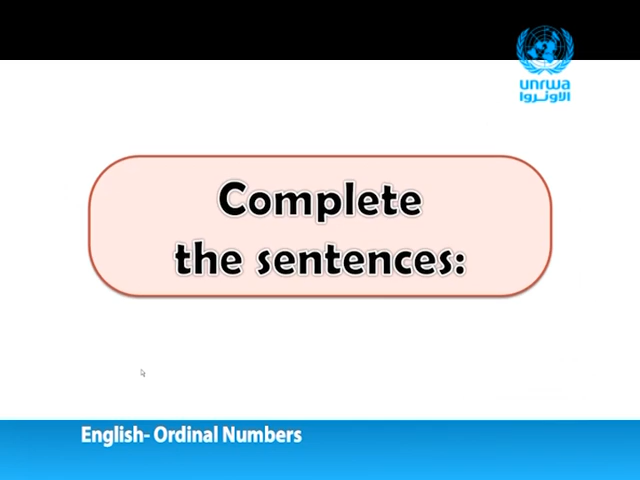 unrwa
الأونروا
Complete
the sentences:
English- Ordinal Numbers